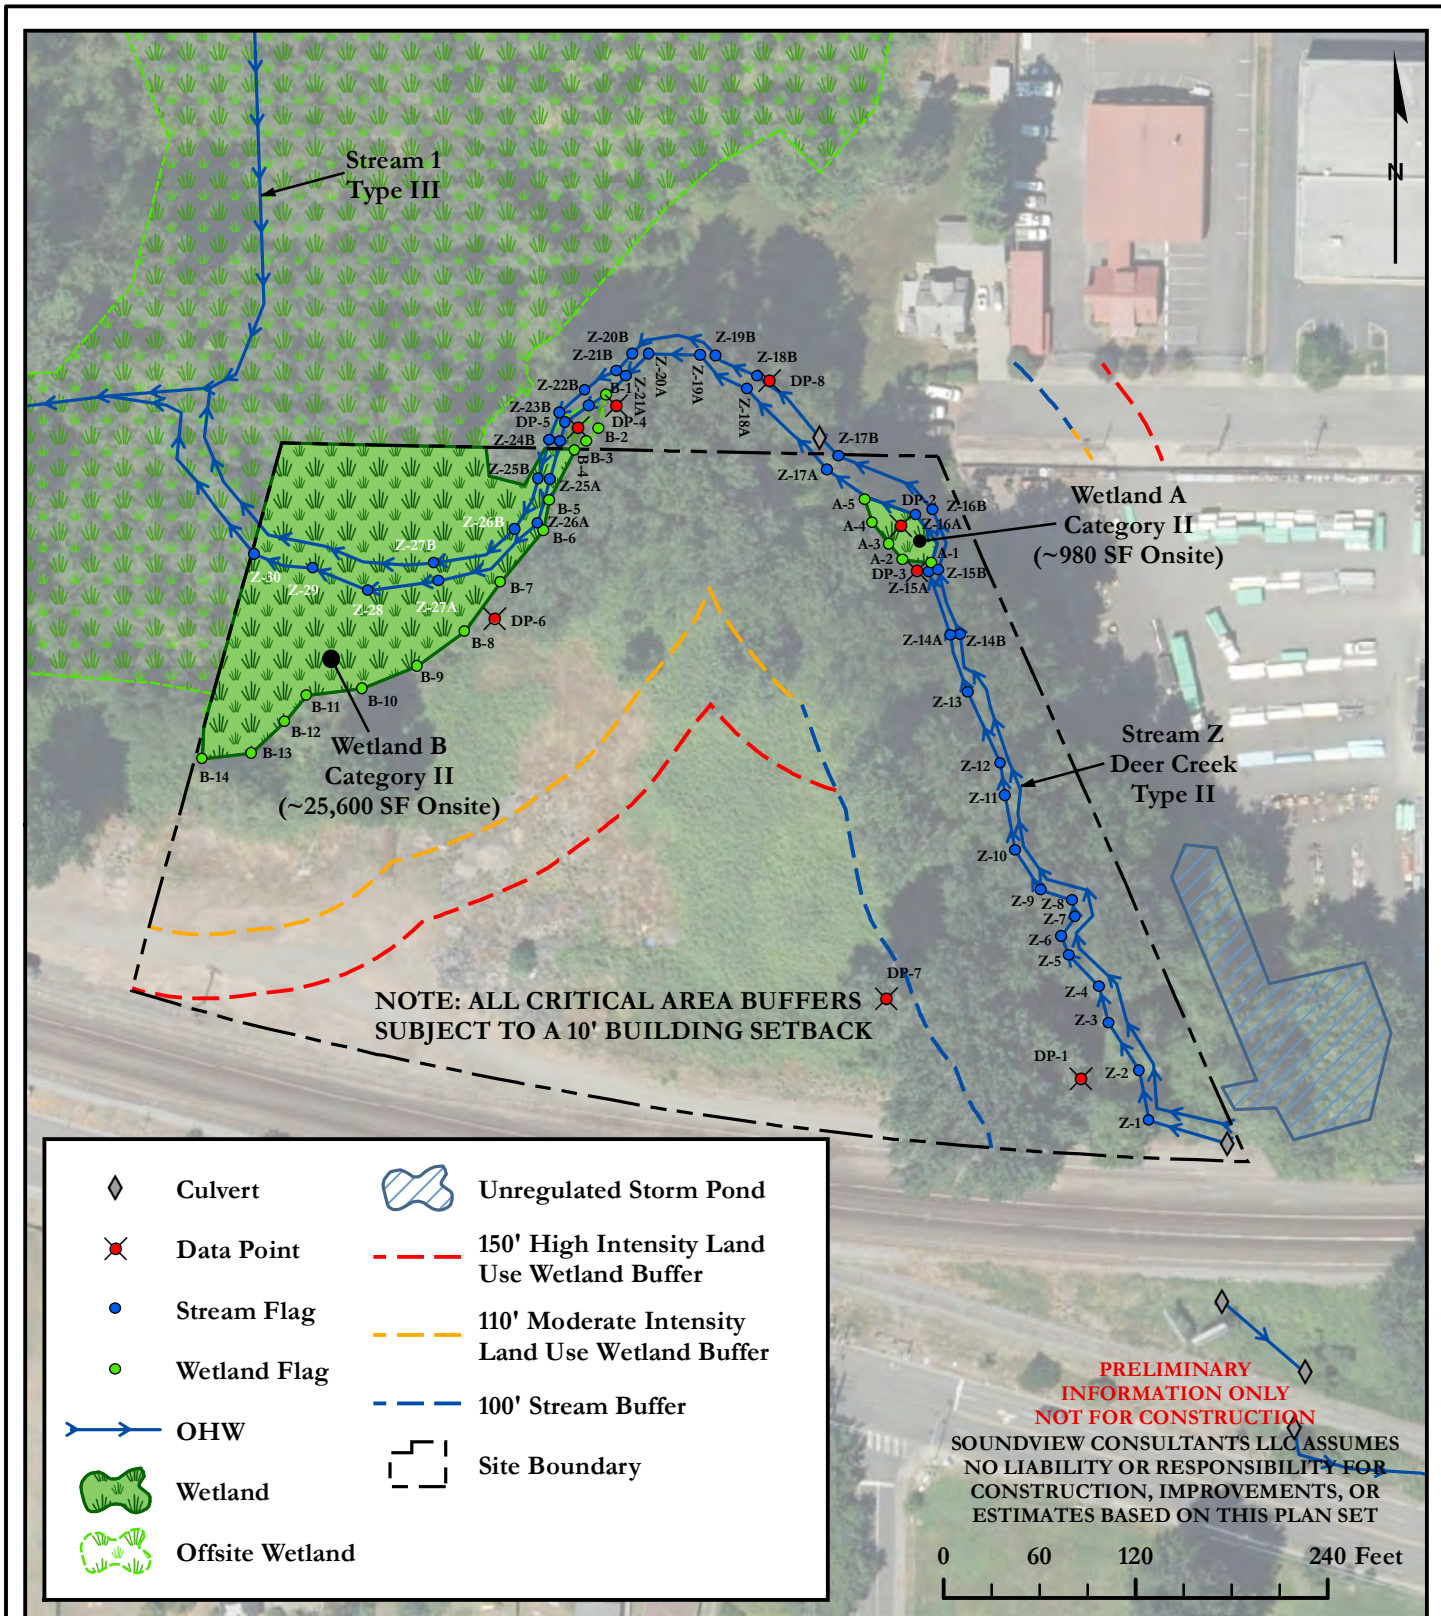 Stream 1
Type III
N
Z-20B
Z-19B
Z-21B
Z-18B
Z-20A
Z-19A
DP-8
Z-22B
B-1
Z-21A
Z-18A
Z-23B
DP-5
DP-4
Z-24B
B-2
B-3
B-4
Z-17B
Z-17A
Z-25B
Z-25A
B-5
Z-26A
Z-26B
B-6
A-5
DP-2
Z-16B
A-4
Z-16A
A-3
A-2
A-1
DP-3
Z-15B
Z-15A
Wetland A
Category II
(~980 SF Onsite)
Z-27B
Z-30
Z-29
Z-28
Z-27A
B-7
DP-6
B-8
Z-14A
Z-14B
B-9
B-10
B-11
B-12
B-13
B-14
Z-13
Wetland B
Category II
(~25,600 SF Onsite)
Stream Z
Deer Creek
Type II
Z-12
Z-11
Z-10
Z-9
Z-8
Z-7
Z-6
Z-5
Z-4
Z-3
Z-2
Z-1
DP-7
DP-1
NOTE: ALL CRITICAL AREA BUFFERS
SUBJECT TO A 10' BUILDING SETBACK
Culvert
Data Point
Stream Flag
Wetland Flag
OHW
Wetland
Offsite Wetland
Unregulated Storm Pond
150' High Intensity Land
Use Wetland Buffer
110' Moderate Intensity
Land Use Wetland Buffer
100' Stream Buffer
Site Boundary
PRELIMINARY
INFORMATION ONLY
NOT FOR CONSTRUCTION
SOUNDVIEW CONSULTANTS LLC ASSUMES
NO LIABILITY OR RESPONSIBILITY FOR
CONSTRUCTION, IMPROVEMENTS, OR
ESTIMATES BASED ON THIS PLAN SET
0 60 120 240 Feet